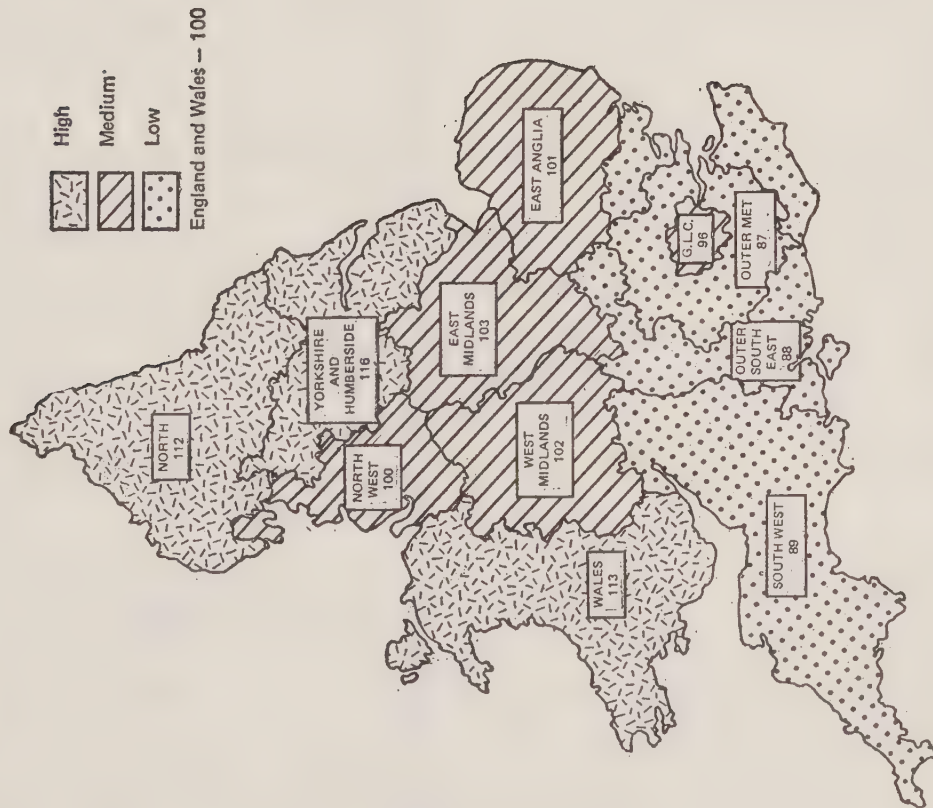 High
Medium
Low
England and Wales – 100
NORTH
112
YORKSHIRE
AND
HUMBERSIDE
116
NORTH
WEST
100
EAST
MIDLANDS
103
WEST
MIDLANDS
102
EAST ANGLIA
101
WALES
113
G.L.C.
96
OUTER MET
87
OUTER
SOUTH
EAST
88
SOUTH WEST
89